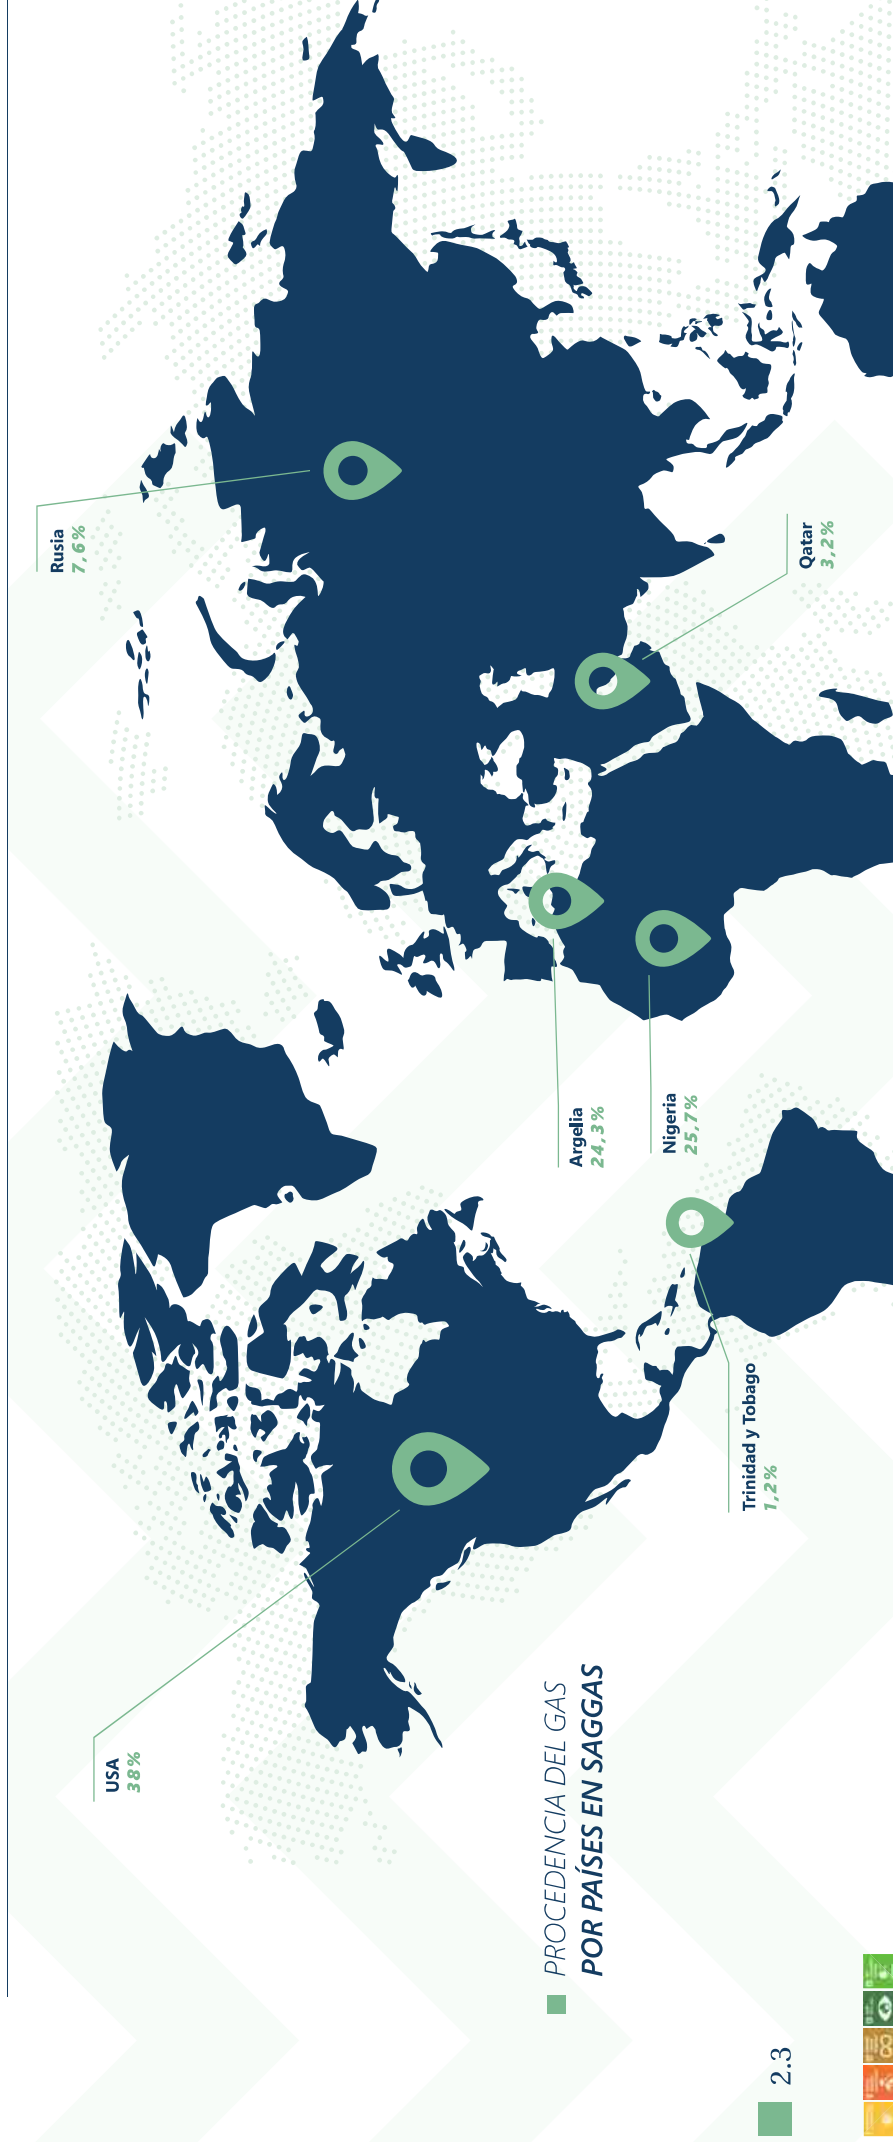 2.3
PROCEDENCIA DEL GAS
POR PAÍSES EN SAGGAS
USA
38%
Rusia
7,6%
Argelia
24,3%
Nigeria
25,7%
Qatar
3,2%
Trinidad y Tobago
1,2%